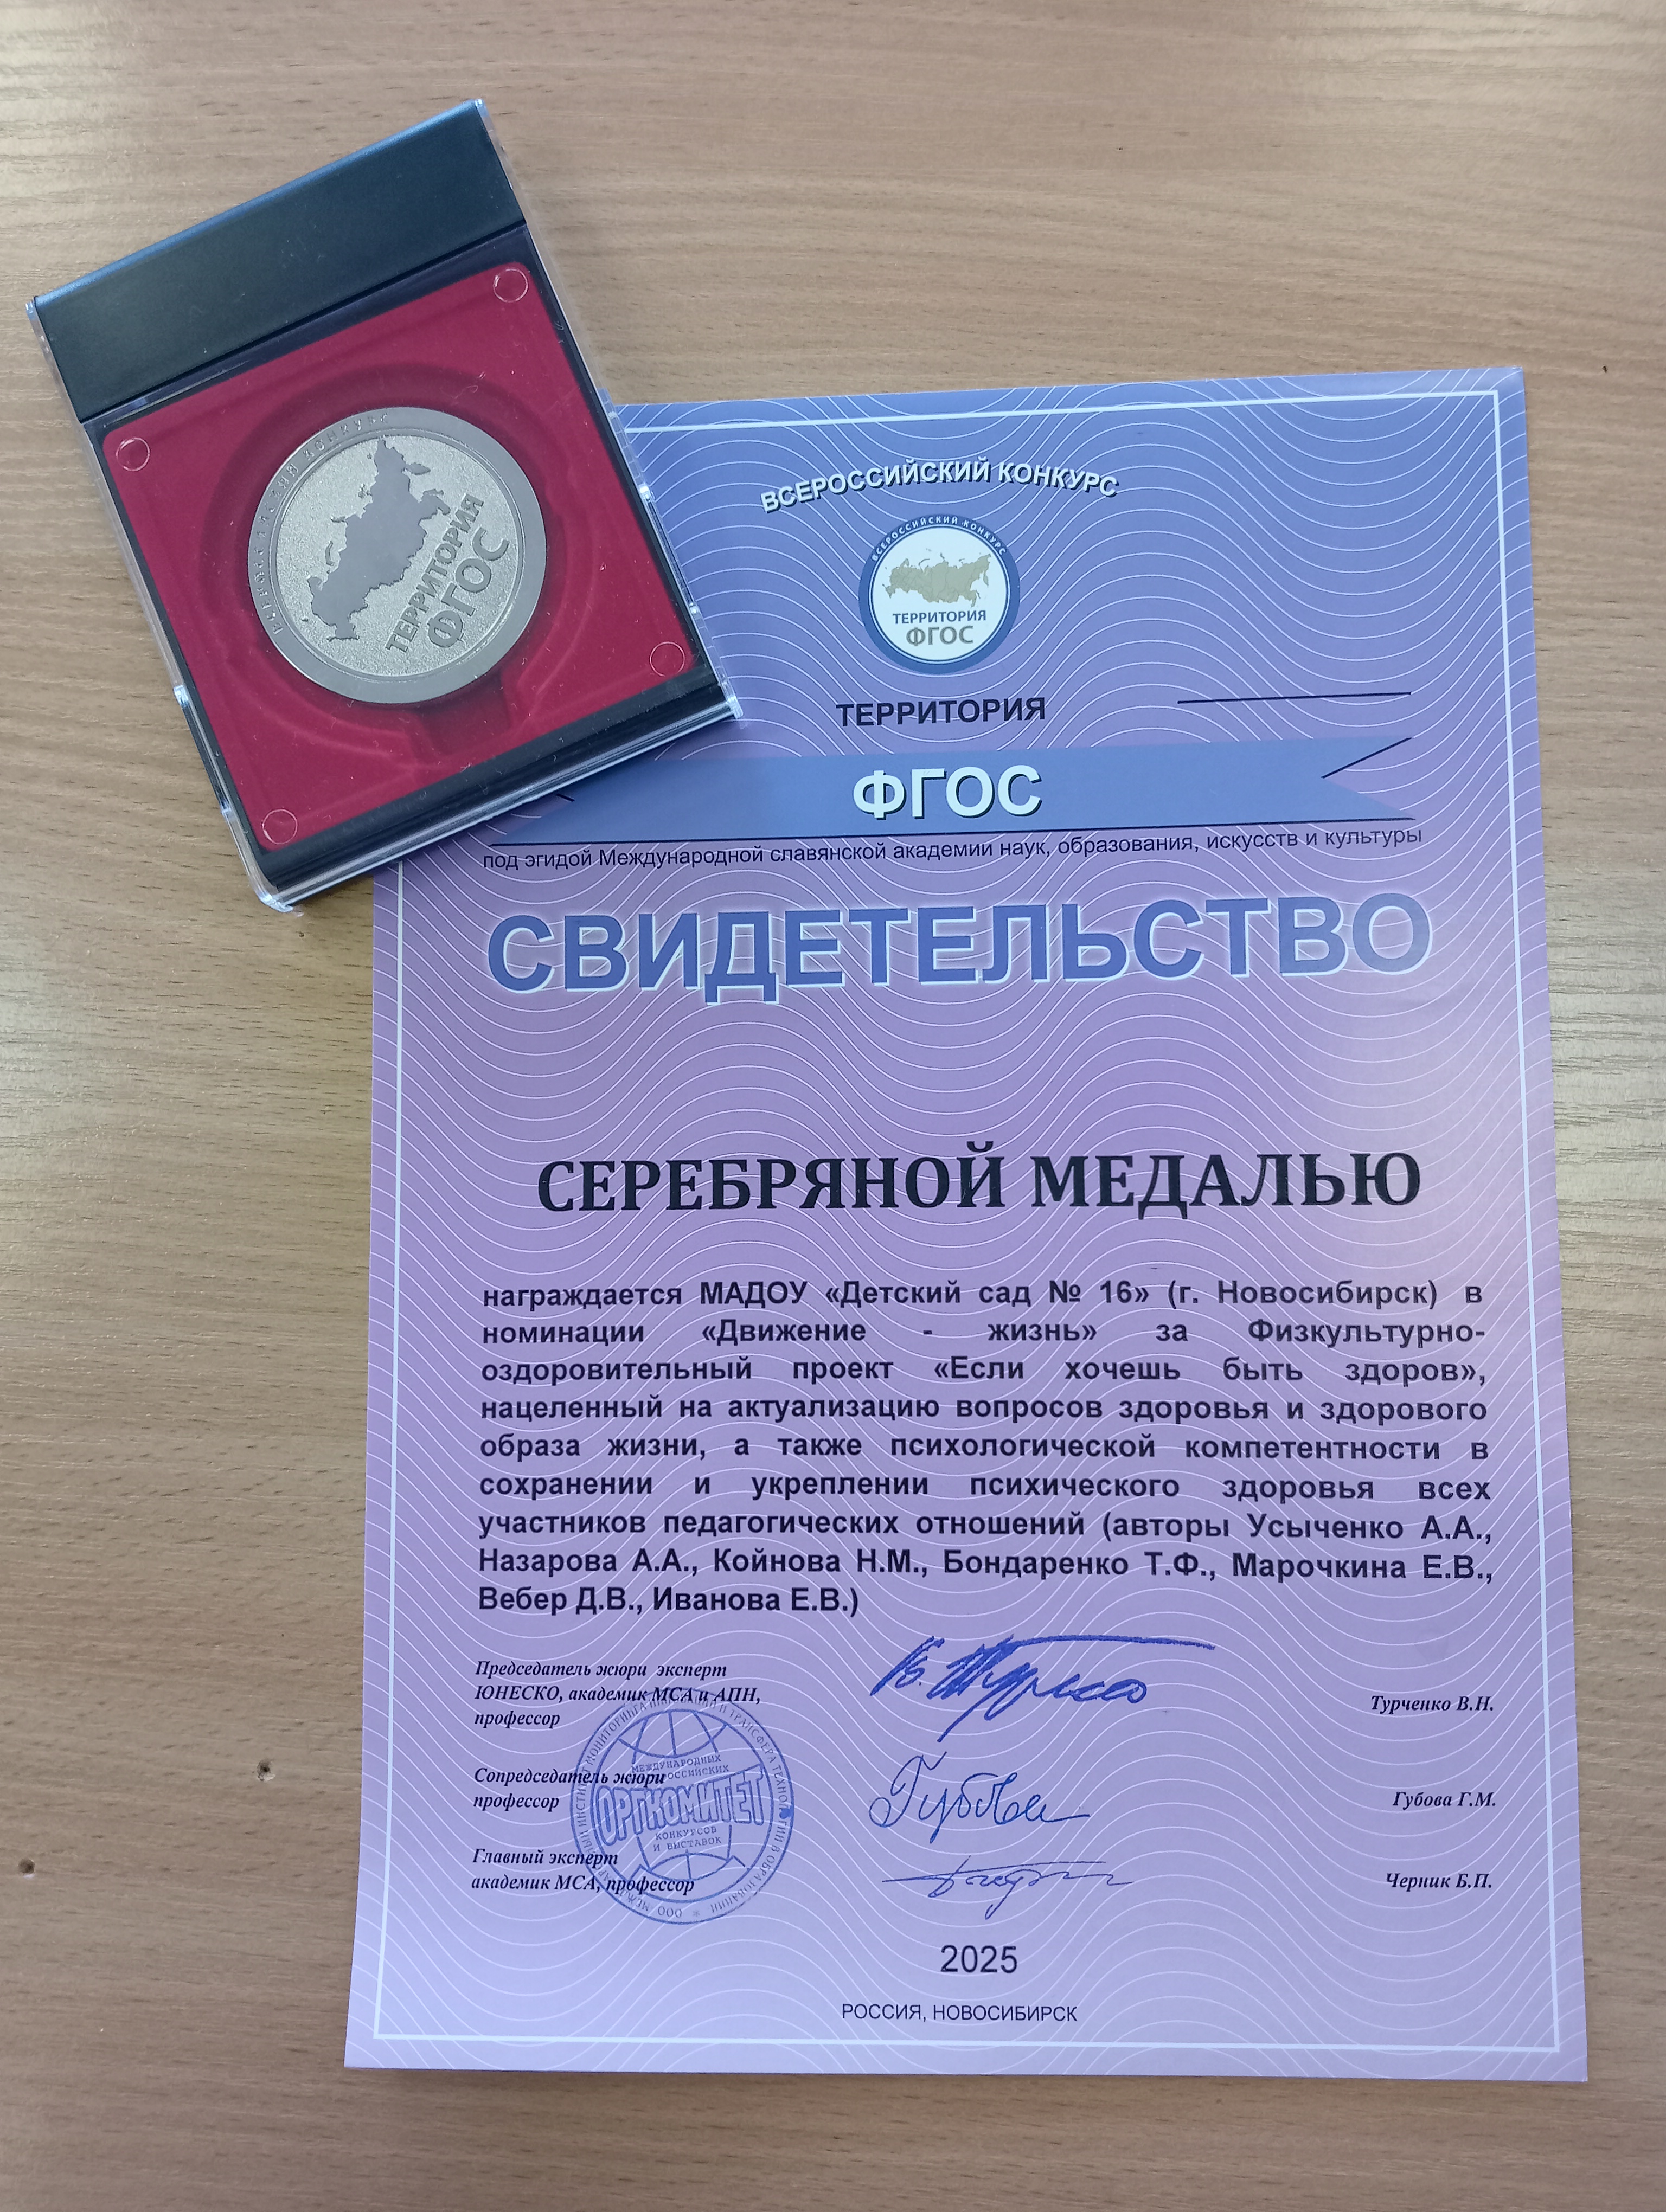 ТЕРРИТОРИЯ
ФГОС
ВСЕРОССИЙСКИЙ КОНКУРС
ВСЕРОССИЙСКИЙ КОНКУРС
ТЕРРИТОРИЯ
ФГОС
ТЕРРИТОРИЯ
ФГОС
под эгидой Международной славянской академии наук, образования, искусств и культуры
СВИДЕТЕЛЬСТВО
СЕРЕБРЯНОЙ МЕДАЛЬЮ
награждается МАДОУ «Детский сад № 16» (г. Новосибирск) в
номинации «Движение - жизнь» за Физкультурно-
оздоровительный проект «Если хочешь быть здоров»,
нацеленный на актуализацию вопросов здоровья и здорового
образа жизни, а также психологической компетентности в
сохранении и укреплении психического здоровья всех
участников педагогических отношений (авторы Усыченко А.А.,
Назарова А.А., Койнова Н.М., Бондаренко Т.Ф., Марочкина Е.В.,
Вебер Д.В., Иванова Е.В.)
Председатель жюри эксперт
ЮНЕСКО, академик МСА и АПН,
профессор
Турченко В.Н.
Сопредседатель жюри
профессор
Губова Г.М.
Главный эксперт
академик МСА, профессор
Черник Б.П.
МЕЖДУНАРОДНЫХ
ОРГКОМИТЕТ
КОНКУРСОВ
И ВЫСТАВОК
2025
РОССИЯ, НОВОСИБИРСК